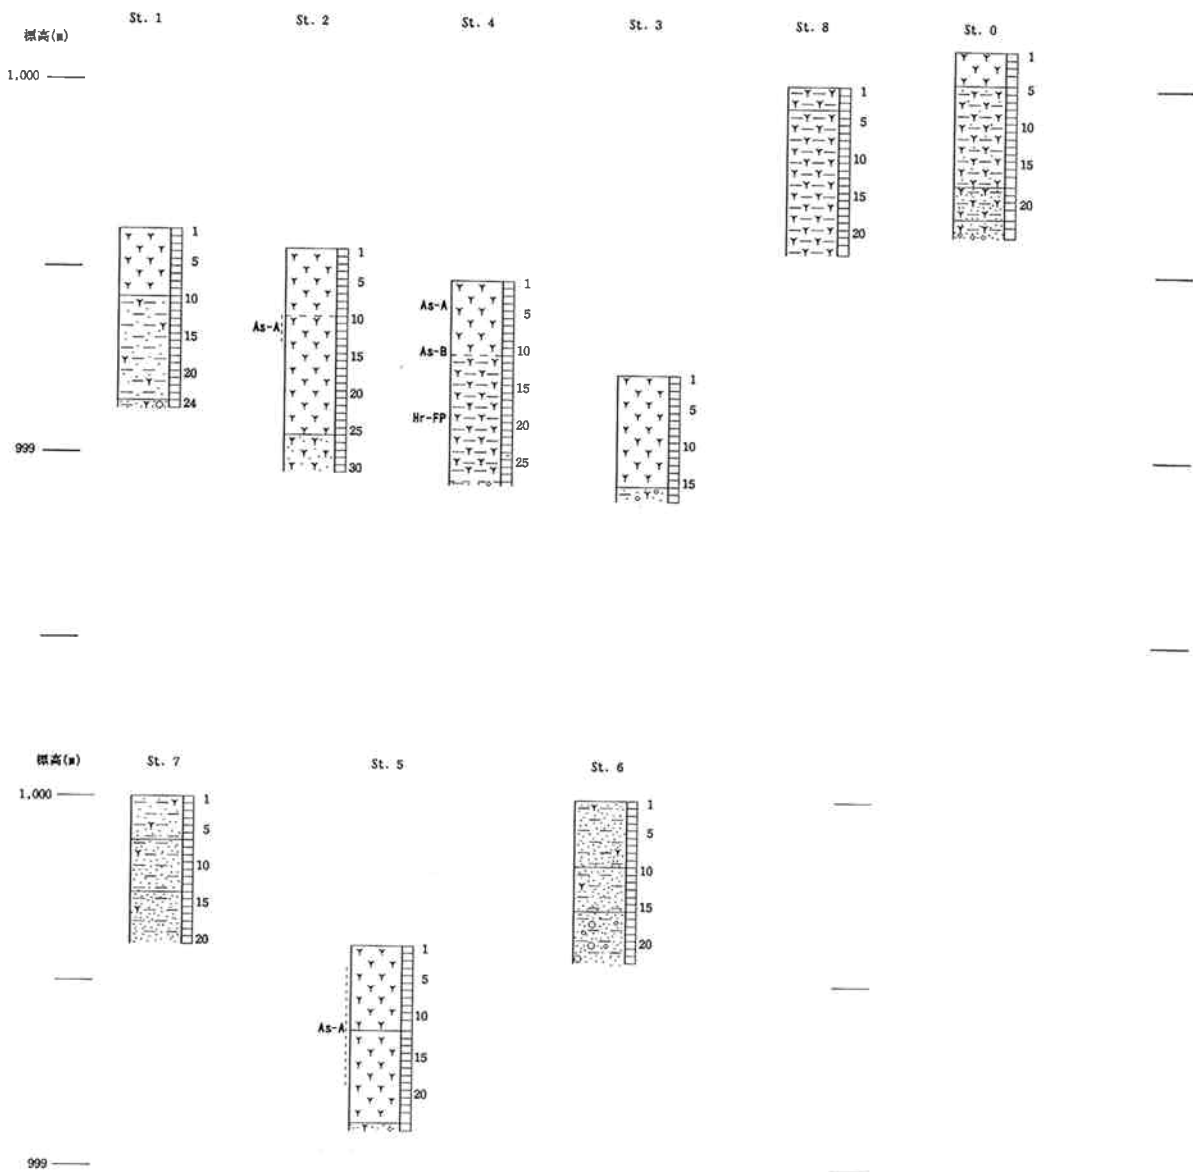 St. 1 St. 2 St. 4 St. 3 St. 8 St. 0
標高(m)
1,000
1 5 10 15 20 24
1 5 10 15 20 25 30
As-A
1 5 10 15 20 25
As-A
As-B
Hr-FP
1 5 10 15
1 5 10 15 20
1 5 10 15 20
999
標高(m) St. 7 St. 5 St. 6
1,000
1 5 10 15 20
1 5 10 15 20
As-A
1 5 10 15 20
999